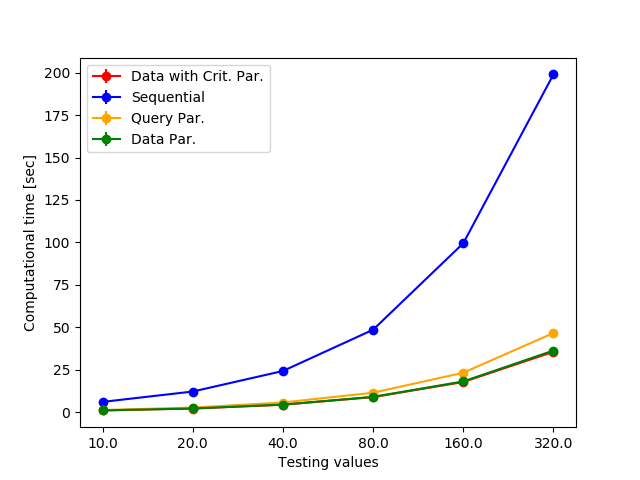 Data with Crit. Par.
Sequential
Query Par.
Data Par.
Computational time [sec]
200
175
150
125
100
75
50
25
0
10.0 20.0 40.0 80.0 160.0 320.0
Testing values